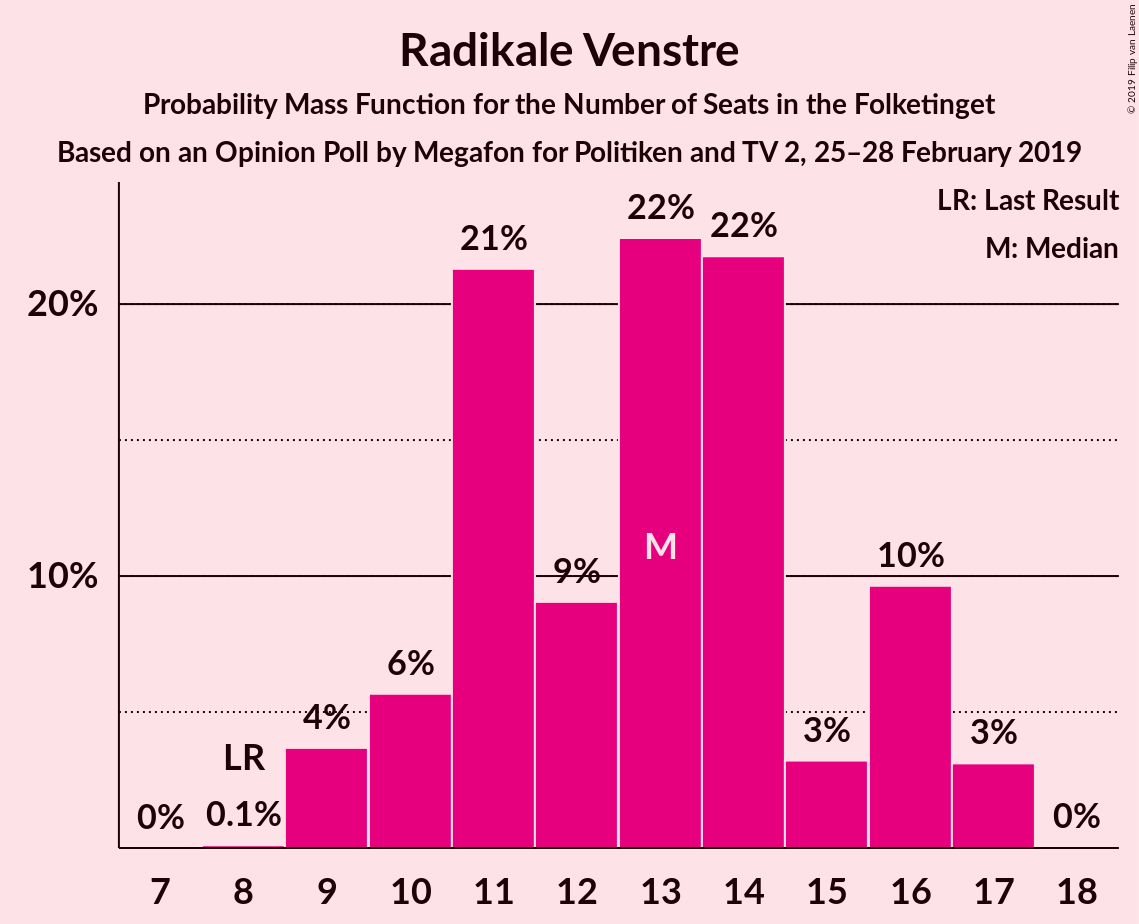 Radikale Venstre
Probability Mass Function for the Number of Seats in the Folketinget
Based on an Opinion Poll by Megafon for Politiken and TV 2, 25–28 February 2019
© 2019 Filip van Laenen
LR: Last Result
M: Median
20%
10%
0%
LR
0.1%
4%
6%
21%
9%
22%
M
22%
3%
10%
3%
0%
7 8 9 10 11 12 13 14 15 16 17 18